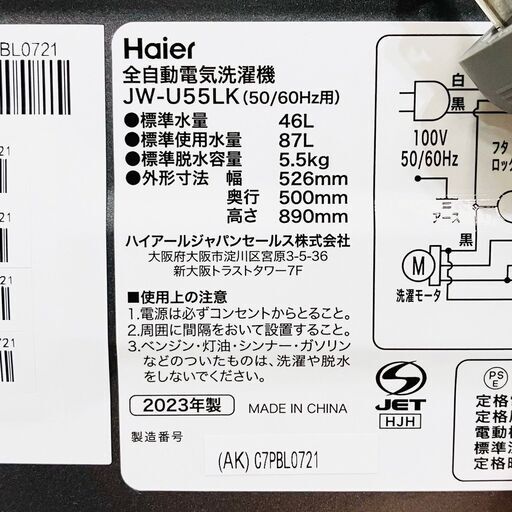 BL0721
21
21
21
721
Haier
全自動電気洗濯機
JW-U55LK(50/60Hz用)
●標準水量 46L
●標準使用水量 87L
●標準脱水容量 5.5kg
●外形寸法 幅 526mm
奥行 500mm
高さ 890mm
ハイアールジャパンセールス株式会社
大阪府大阪市淀川区宮原3-5-36
新大阪トラストタワー7F
■使用上の注意
1.電源は必ずコンセントからとること。
2.周囲に間隔をおいて設置すること。
3.ベンジン・灯油・シンナー・ガソリン
などのついたものは、洗濯や脱水
をしないでください。
2023年製 MADE IN CHINA
製造番号
(AK) C7PBL0721
白
黒
100V
50/60Hz
フタ
ロック
アース
黒
M
洗濯モータ
S
JET
HJH
PS
E
定格
定格
電動
標準
定格